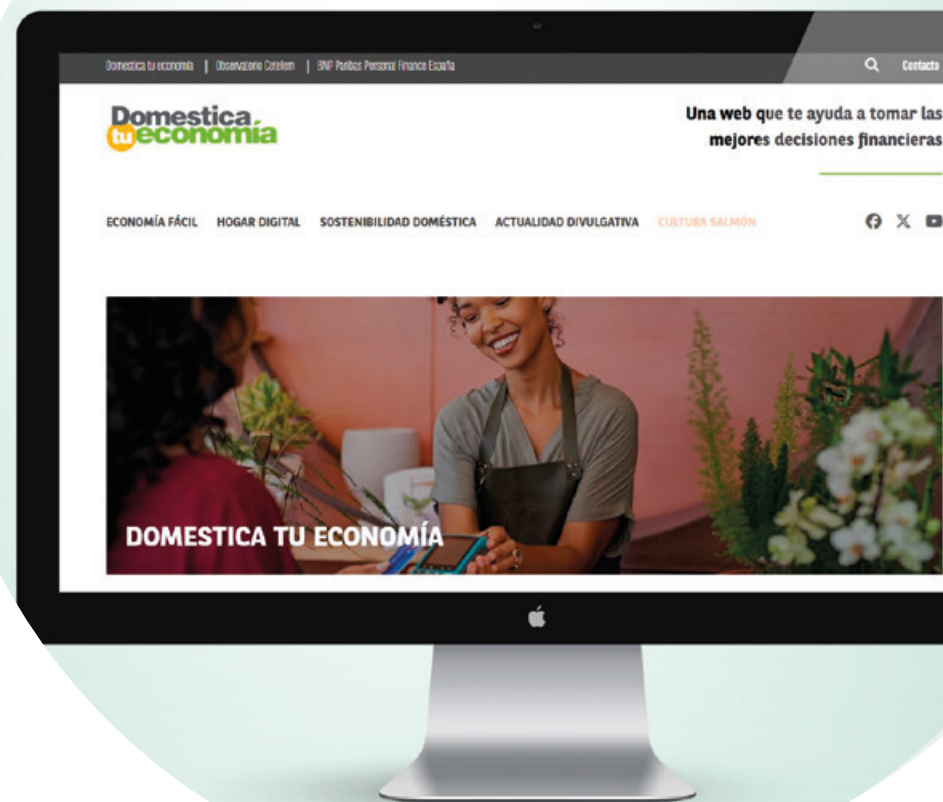 Domestica tu economía | Observatorio Cetelem | BNP Paribas Personal Finance España
Contacto
Domestica
tu economía
Una web que te ayuda a tomar las
mejores decisiones financieras
ECONOMÍA FÁCIL HOGAR DIGITAL SOSTENIBILIDAD DOMÉSTICA ACTUALIDAD DIVULGATIVA CULTURA SALMÓN
DOMESTICA TU ECONOMÍA